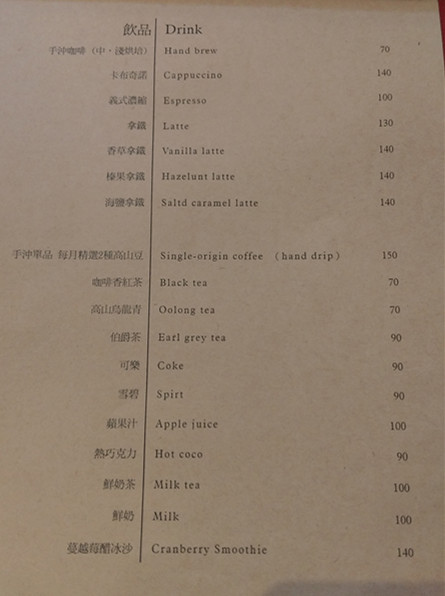 飲品 Drink
手沖咖啡（中，淺烘焙） Hand brew 70
卡布奇諾 Cappuccino 140
義式濃縮 Espresso 100
拿鐵 Latte 130
香草拿鐵 Vanilla latte 140
榛果拿鐵 Hazelunt latte 140
海鹽拿鐵 Saltd caramel latte 140
手沖單品 每月精選2種高山豆 Single-origin coffee （hand drip） 150
咖啡香紅茶 Black tea 70
高山烏龍青 Oolong tea 70
伯爵茶 Earl grey tea 90
可樂 Coke 90
雪碧 Spirt 90
蘋果汁 Apple juice 100
熱巧克力 Hot coco 90
鮮奶茶 Milk tea 100
鮮奶 Milk 100
蔓越莓醋冰沙 Cranberry Smoothie 140